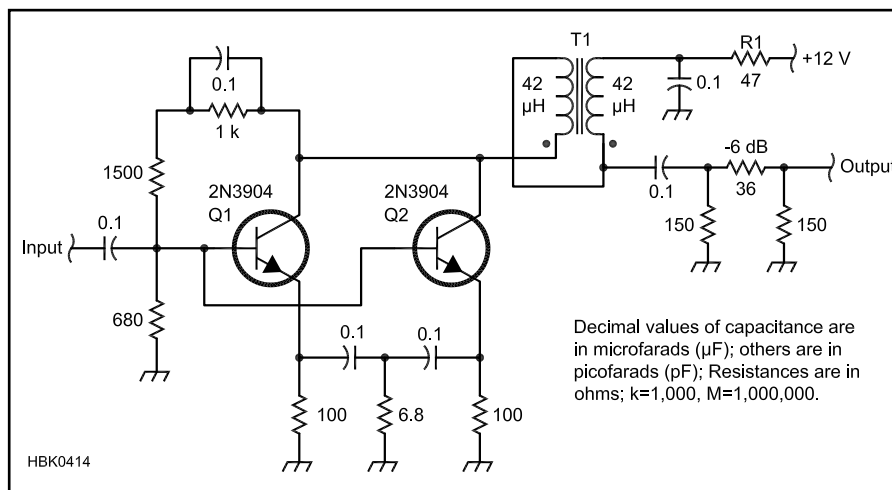 T1
R1
+12 V
0.1
42
µH
42
µH
0.1
47
1 k
-6 dB
Output
1500
2N3904
Q1
2N3904
Q2
0.1
36
0.1
150
150
Input
680
0.1
0.1
Decimal values of capacitance are
in microfarads (µF); others are in
picofarads (pF); Resistances are in
ohms; k=1,000, M=1,000,000.
100
6.8
100
HBK0414